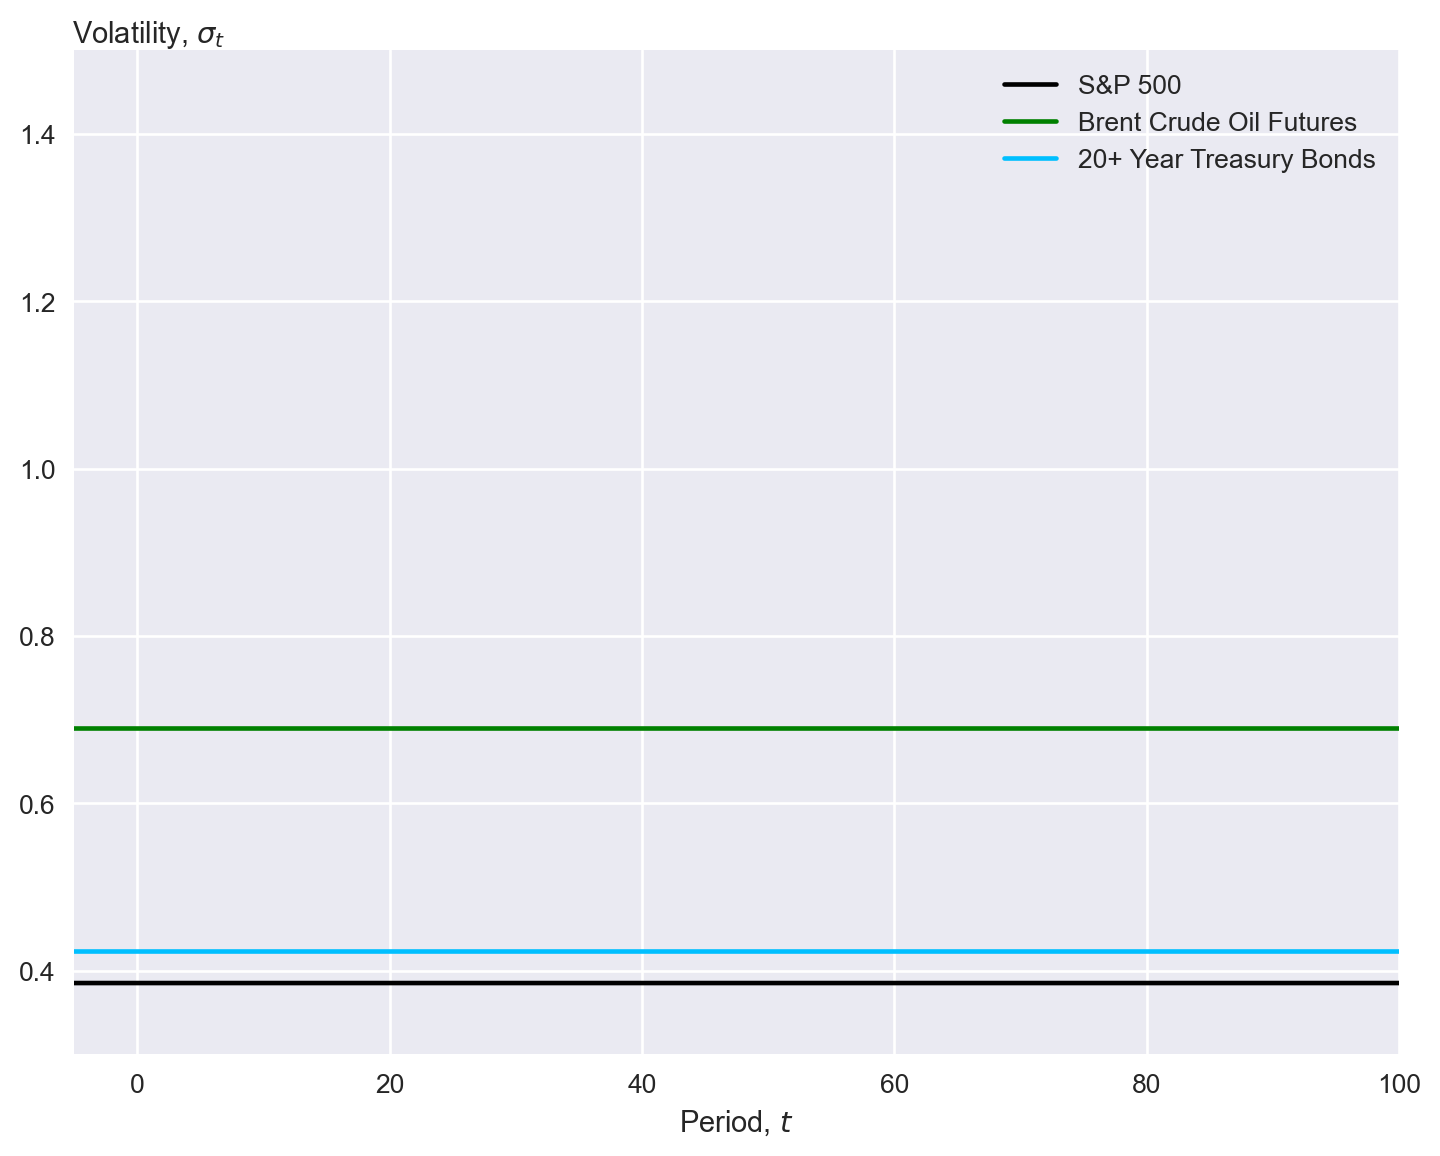 Volatility, σt
S&P 500
Brent Crude Oil Futures
20+ Year Treasury Bonds
1.4
1.2
1.0
0.8
0.6
0.4
0 20 40 60 80 100
Period, t